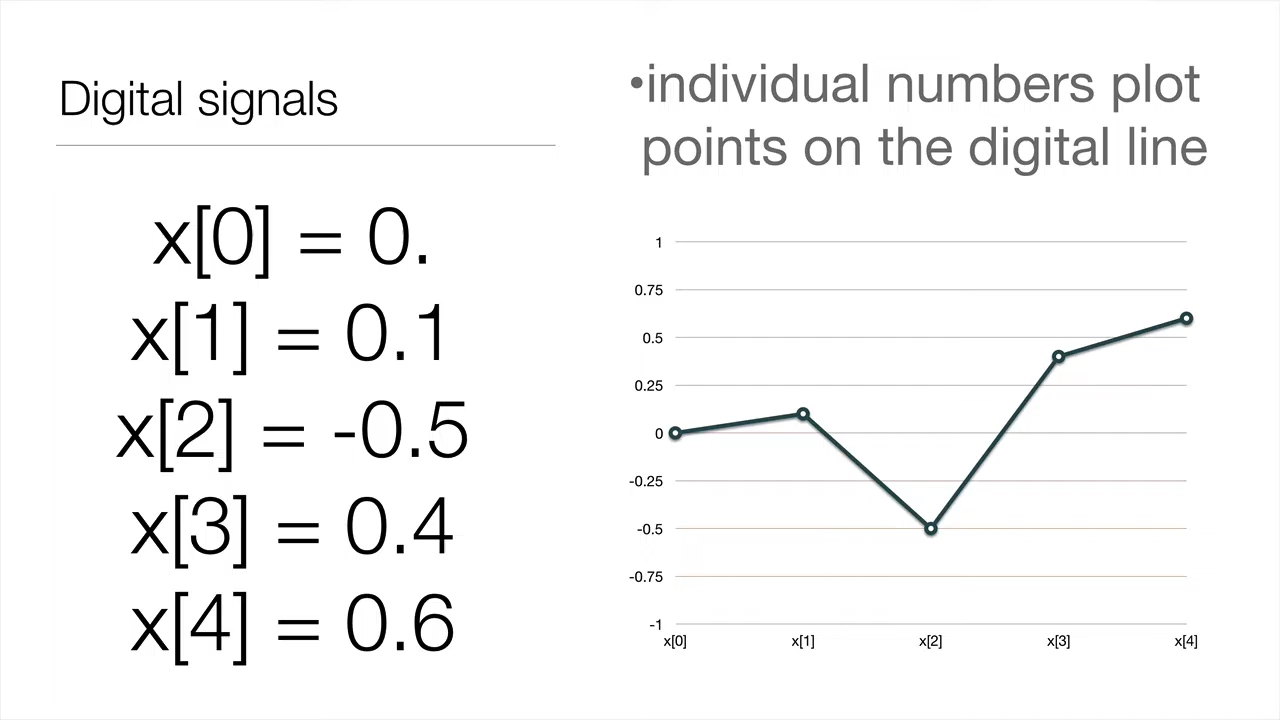 Digital signals
x[0] = 0.
x[1] = 0.1
x[2] = -0.5
x[3] = 0.4
x[4] = 0.6
•individual numbers plot
points on the digital line
1
0.75
0.5
0.25
0
-0.25
-0.5
-0.75
-1
x[0] x[1] x[2] x[3] x[4]